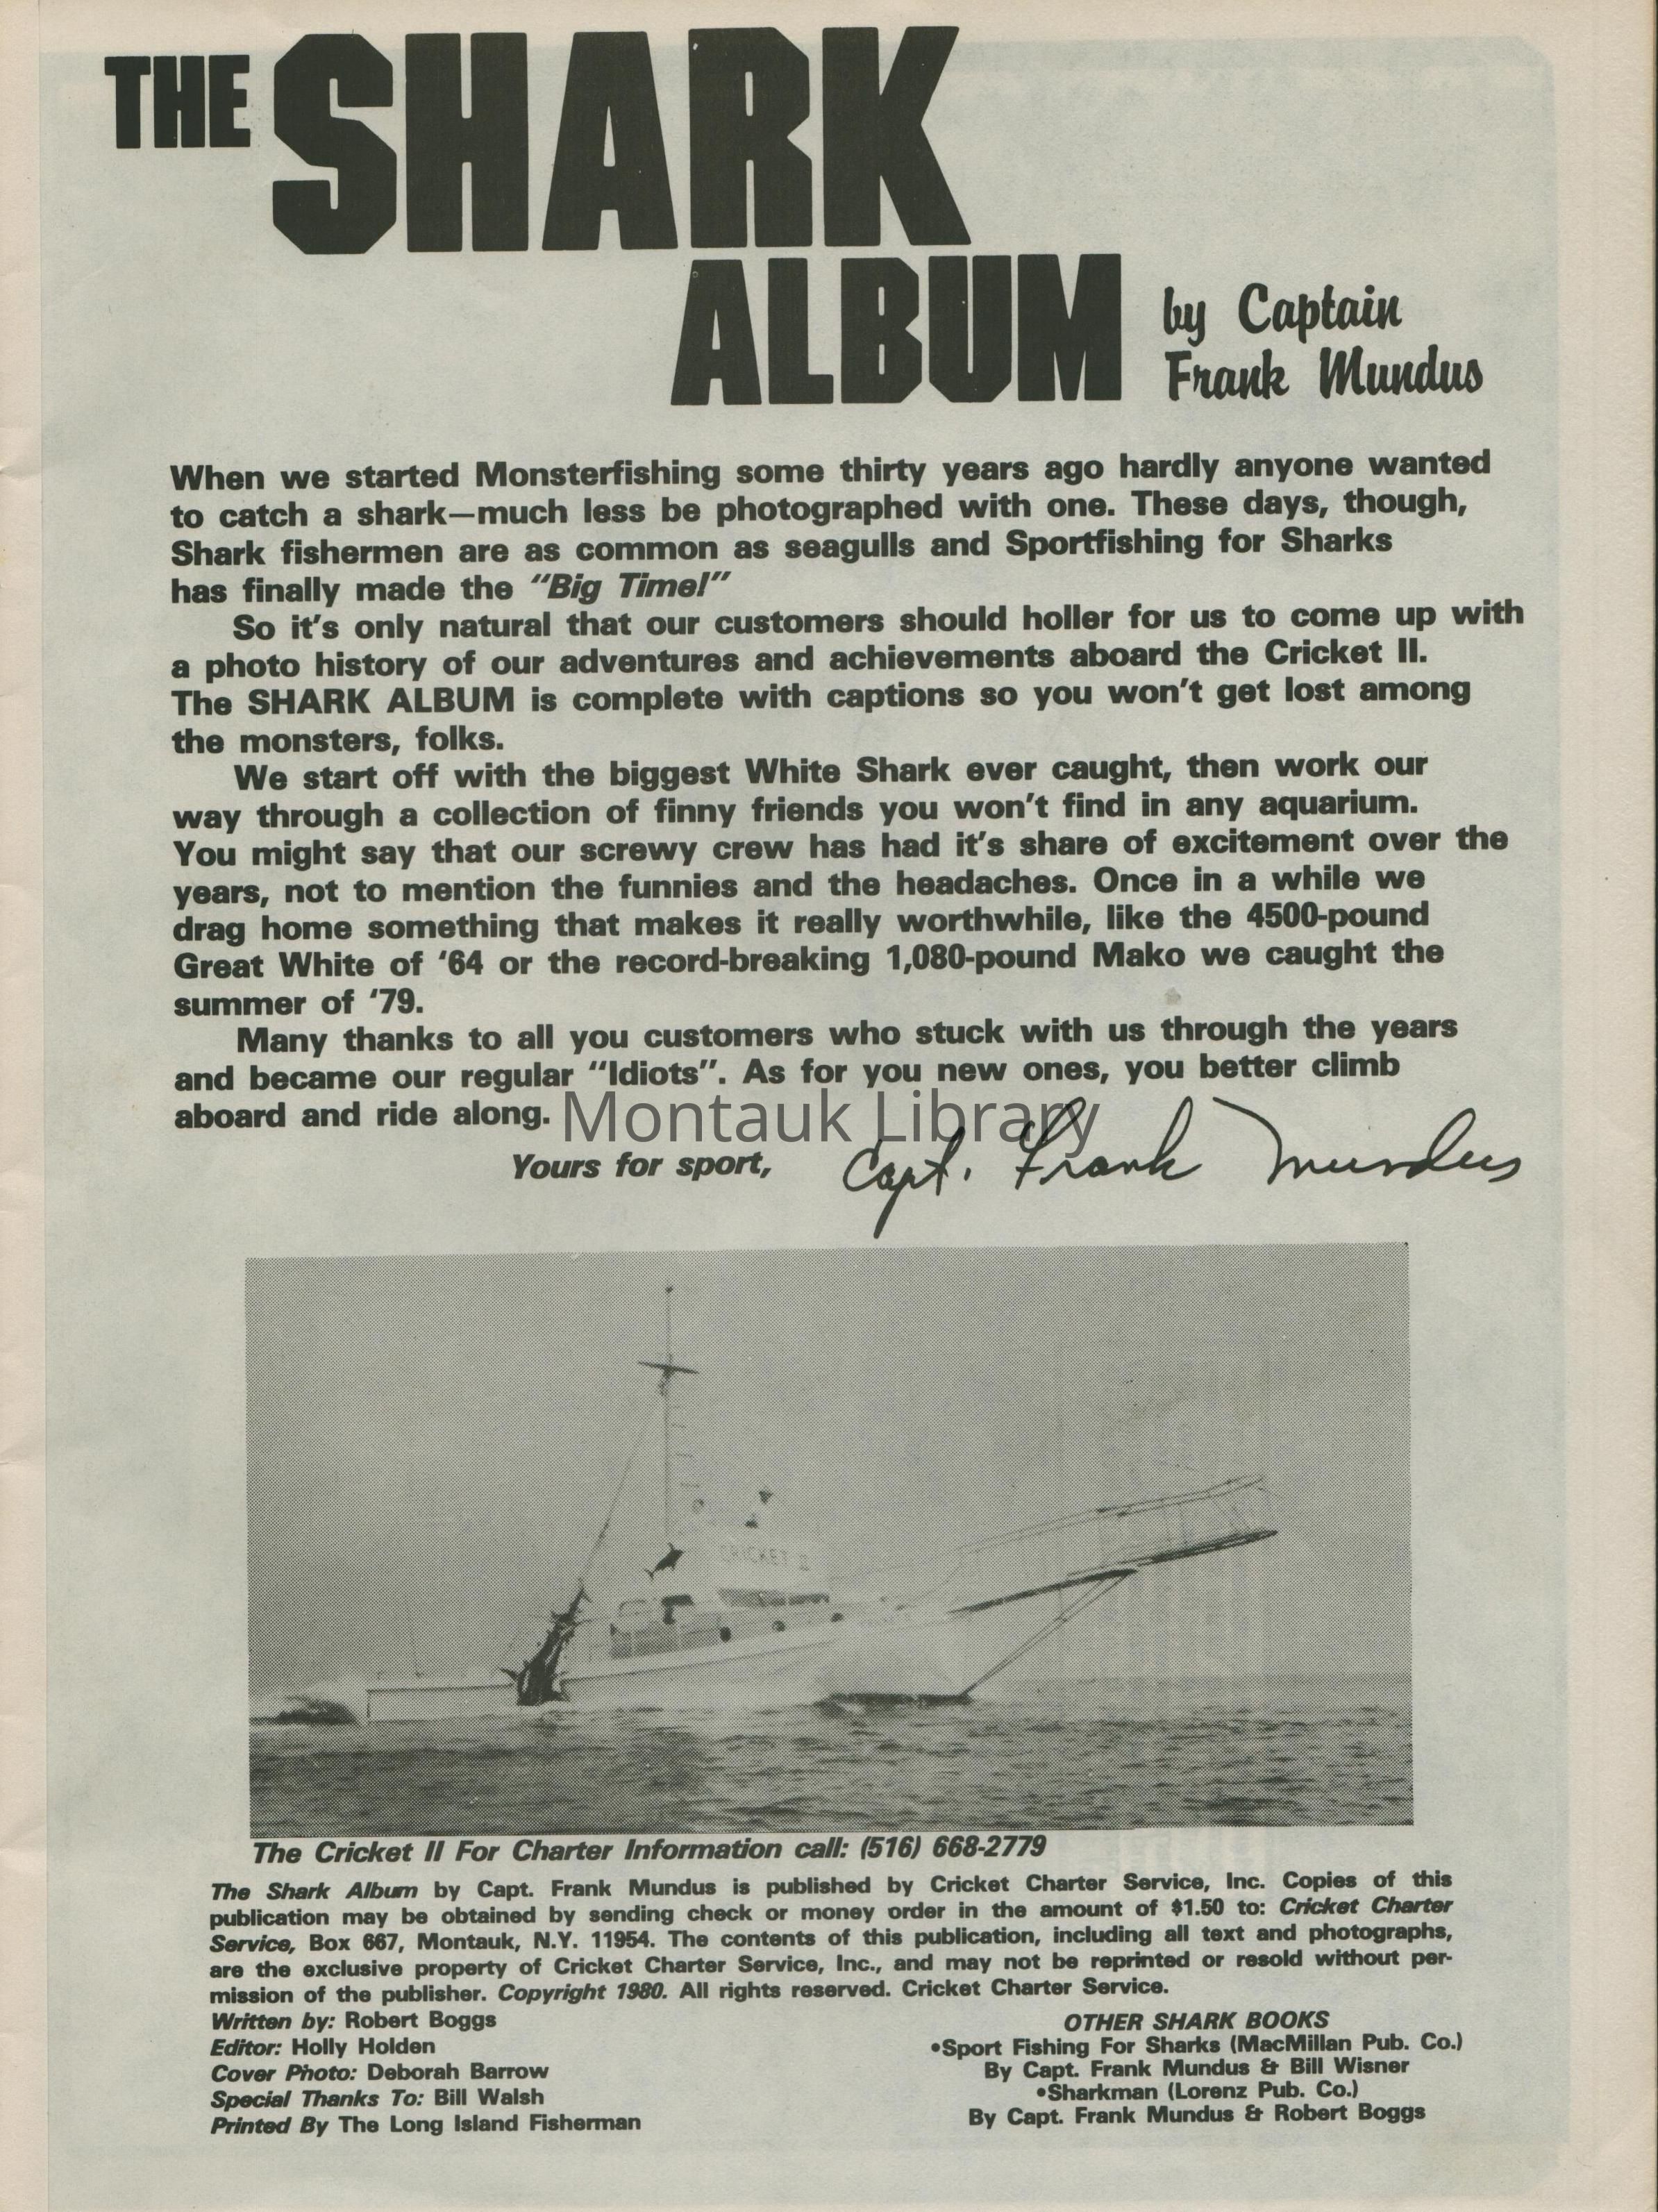 THE SHARK
ALBUM
by Captain
Frank Mundus
When we started Monsterfishing some thirty years ago hardly anyone wanted
to catch a shark—much less be photographed with one. These days, though,
Shark fishermen are as common as seagulls and Sportfishing for Sharks
has finally made the "Big Time!"
So it's only natural that our customers should holler for us to come up with
a photo history of our adventures and achievements aboard the Cricket II.
The SHARK ALBUM is complete with captions so you won't get lost among
the monsters, folks.
We start off with the biggest White Shark ever caught, then work our
way through a collection of finny friends you won't find in any aquarium.
You might say that our screwy crew has had it's share of excitement over the
years, not to mention the funnies and the headaches. Once in a while we
drag home something that makes it really worthwhile, like the 4500-pound
Great White of '64 or the record-breaking 1,080-pound Mako we caught the
summer of '79.
Many thanks to all you customers who stuck with us through the years
and became our regular "Idiots". As for you new ones, you better climb
aboard and ride along.
Montauk Library
Yours for sport,
Capt. Frank Mundus
CRICKET II
The Cricket II For Charter Information call: (516) 668-2779
The Shark Album by Capt. Frank Mundus is published by Cricket Charter Service, Inc. Copies of this
publication may be obtained by sending check or money order in the amount of $1.50 to: Cricket Charter
Service, Box 667, Montauk, N.Y. 11954. The contents of this publication, including all text and photographs,
are the exclusive property of Cricket Charter Service, Inc., and may not be reprinted or resold without per-
mission of the publisher. Copyright 1980. All rights reserved. Cricket Charter Service.
Written by: Robert Boggs
Editor: Holly Holden
Cover Photo: Deborah Barrow
Special Thanks To: Bill Walsh
Printed By The Long Island Fisherman
OTHER SHARK BOOKS
•Sport Fishing For Sharks (MacMillan Pub. Co.)
By Capt. Frank Mundus & Bill Wisner
•Sharkman (Lorenz Pub. Co.)
By Capt. Frank Mundus & Robert Boggs